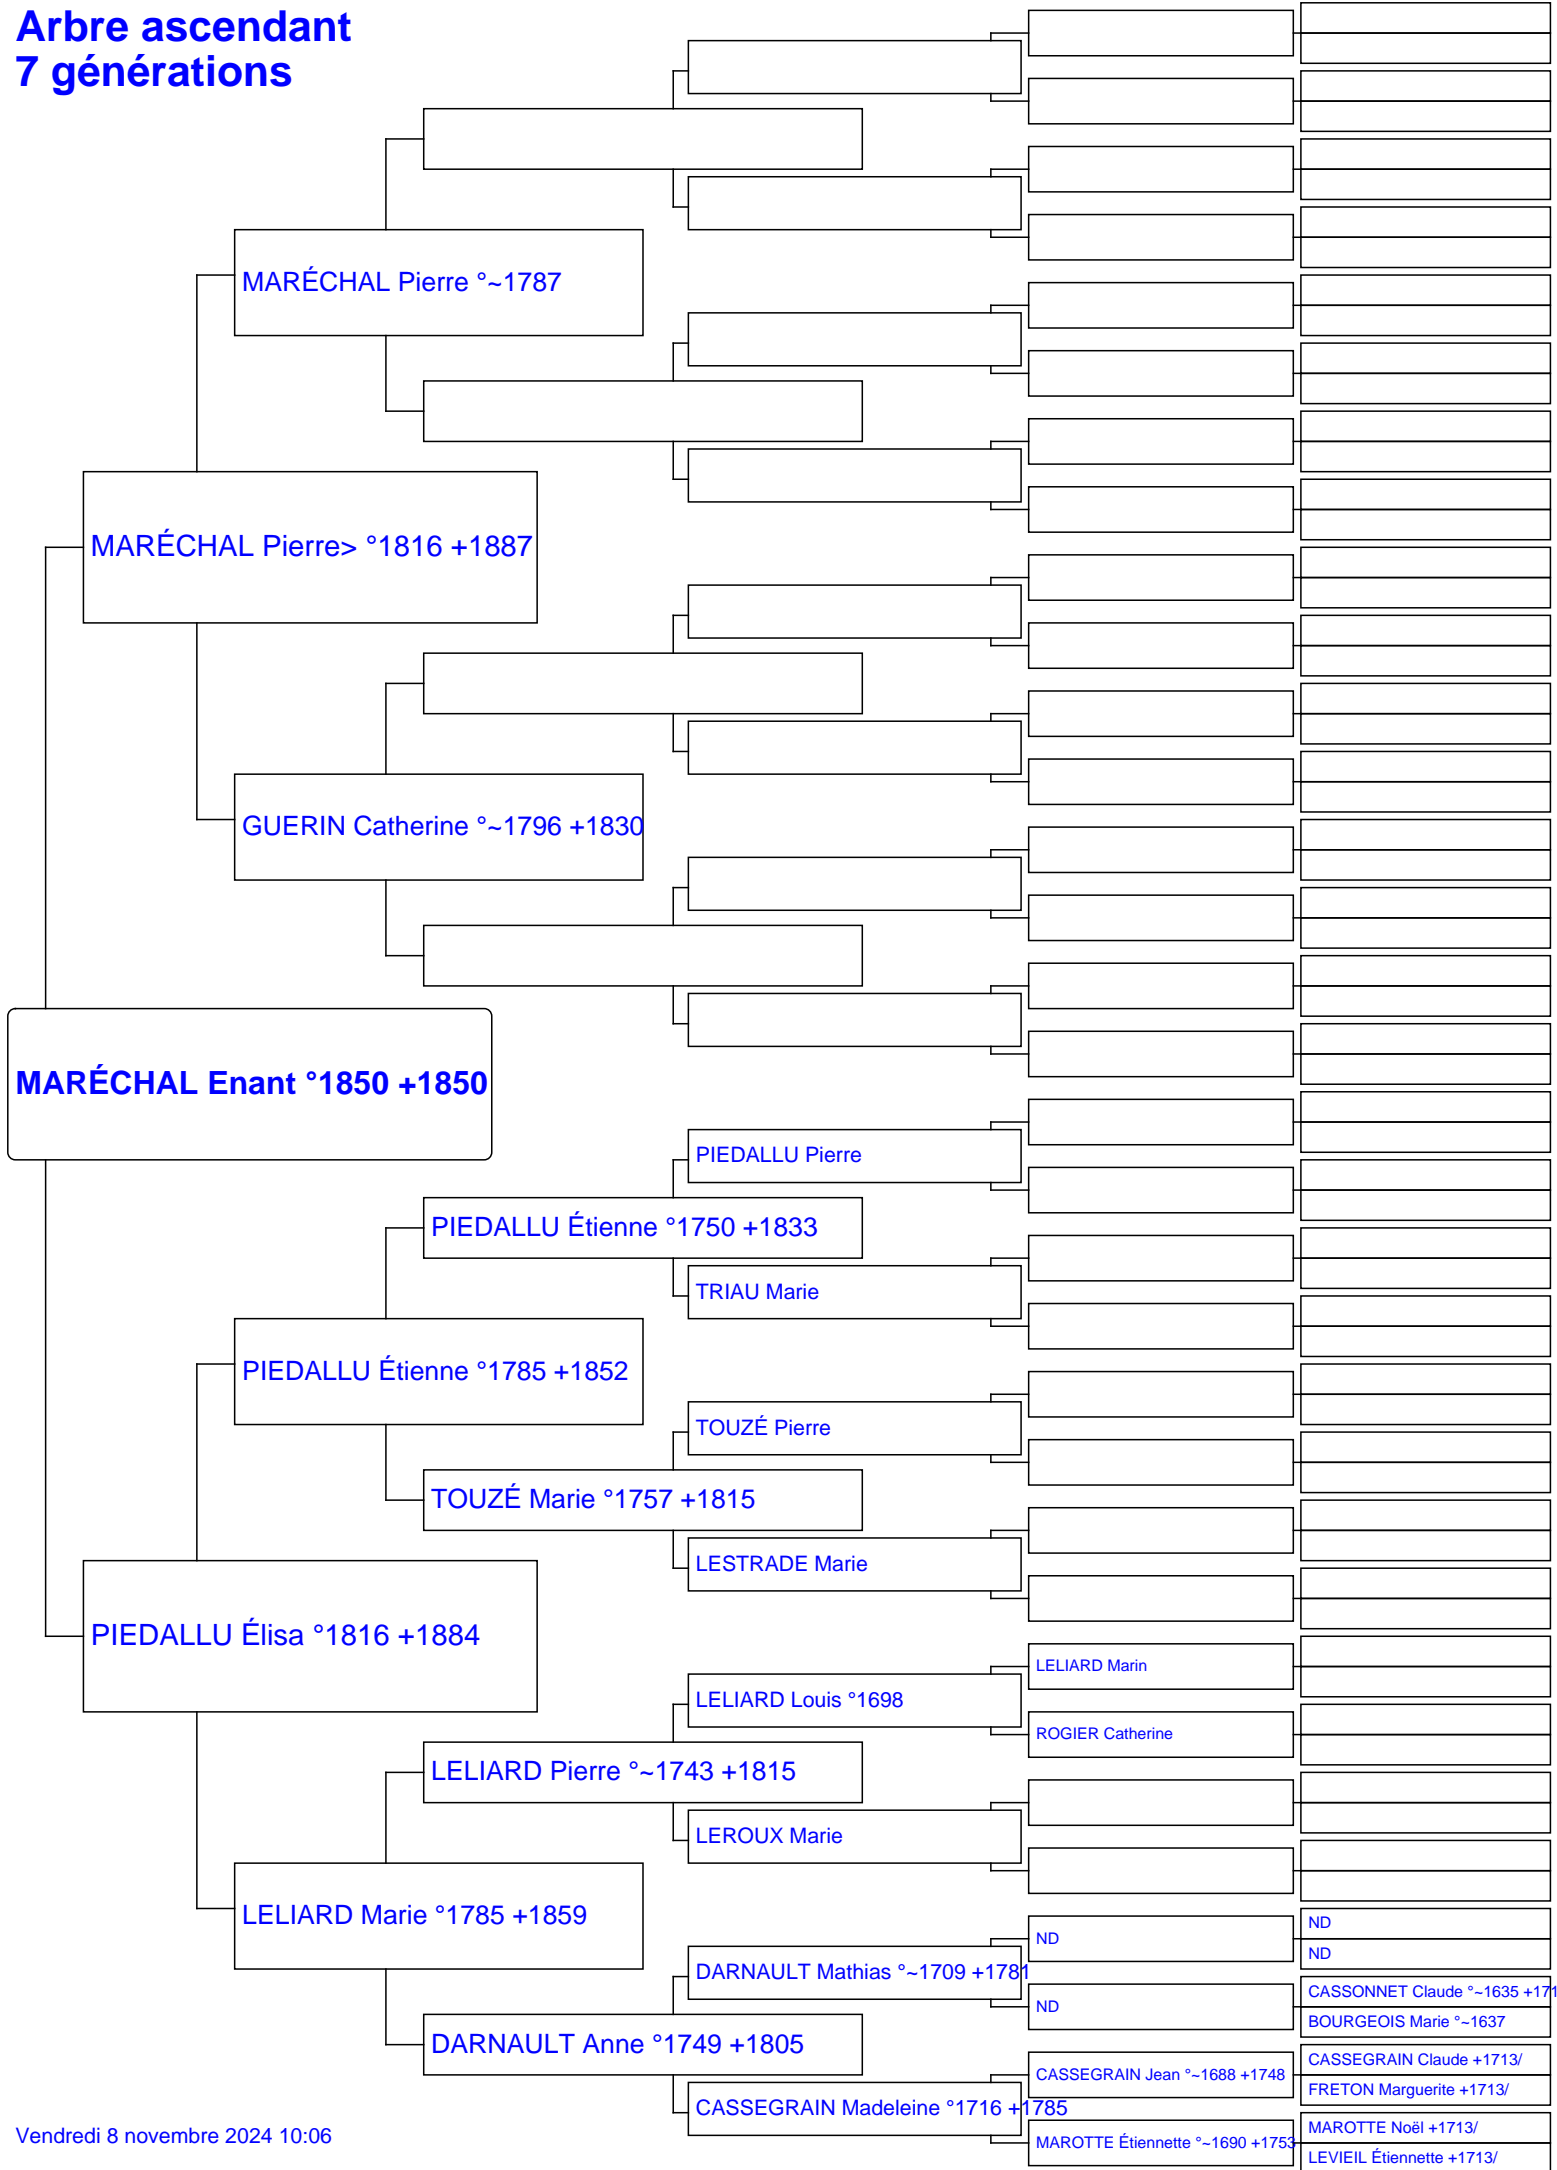 Arbre ascendant
7 générations
MARÉCHAL Pierre °~1787
MARÉCHAL Pierre> °1816 +1887
GUERIN Catherine °~1796 +1830
MARÉCHAL Enant °1850 +1850
PIEDALLU Pierre
PIEDALLU Étienne °1750 +1833
TRIAU Marie
PIEDALLU Étienne °1785 +1852
TOUZÉ Pierre
TOUZÉ Marie °1757 +1815
LESTRADE Marie
PIEDALLU Élisa °1816 +1884
LELIARD Marin
LELIARD Louis °1698
ROGIER Catherine
LELIARD Pierre °~1743 +1815
LEROUX Marie
LELIARD Marie °1785 +1859
ND
ND
ND
DARNAULT Mathias °~1709 +1781
ND
CASSONNET Claude °~1635 +171
BOURGEOIS Marie °~1637
DARNAULT Anne °1749 +1805
CASSEGRAIN Claude +1713/
CASSEGRAIN Jean °~1688 +1748
FRETON Marguerite +1713/
CASSEGRAIN Madeleine °1716 +1785
MAROTTE Noël +1713/
MAROTTE Étiennette °~1690 +1753
LEVIEIL Étiennette +1713/
Vendredi 8 novembre 2024 10:06